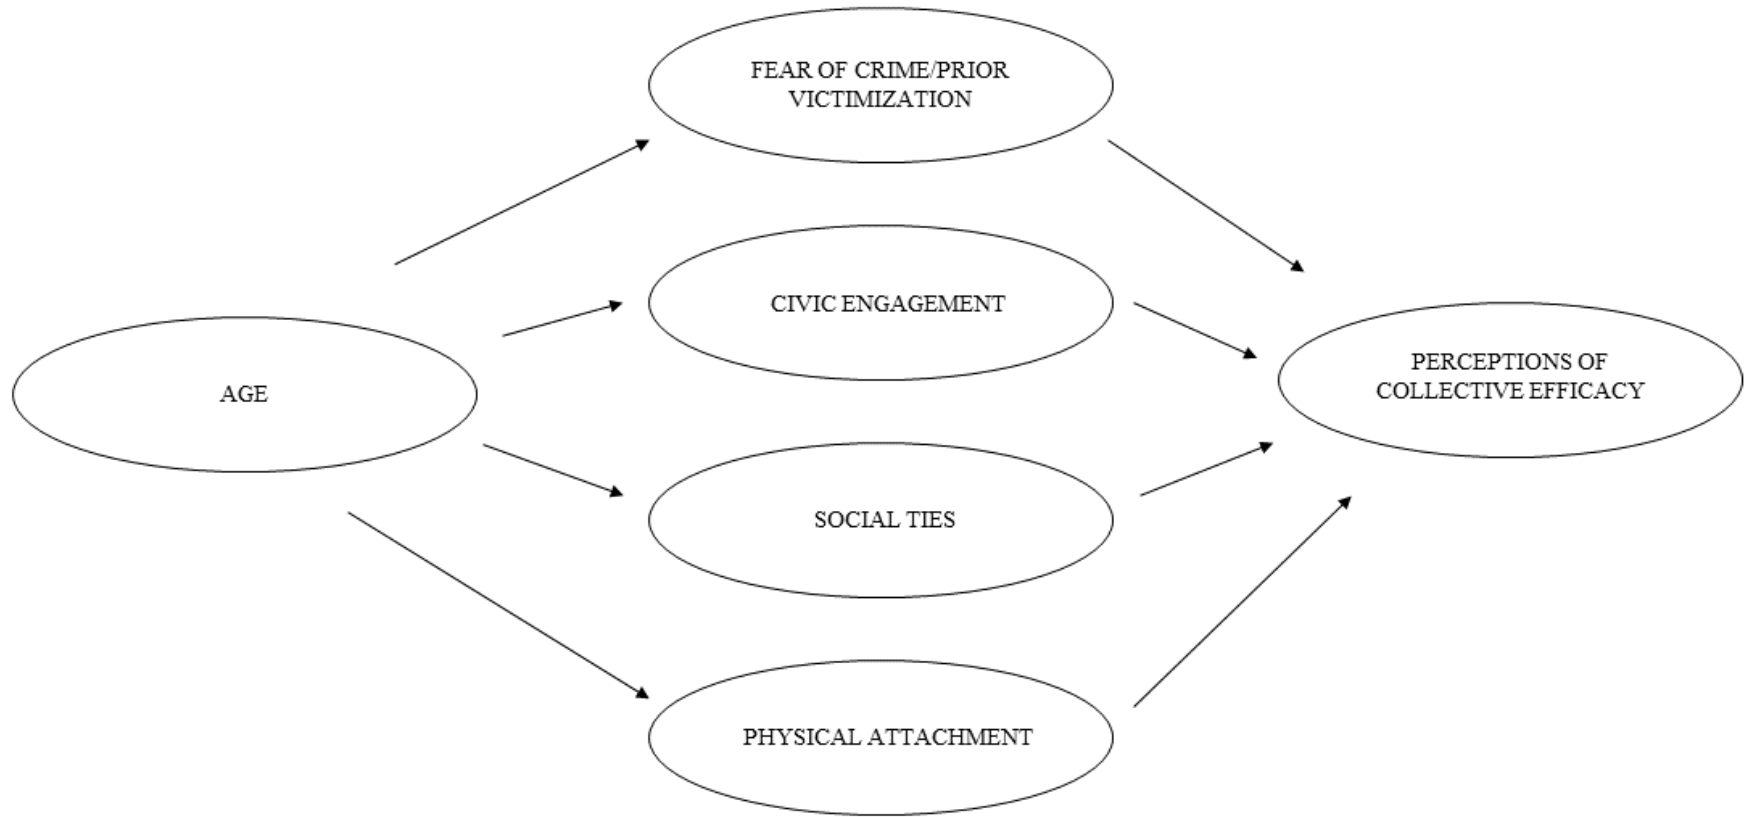 FEAR OF CRIME/PRIOR
VICTIMIZATION
CIVIC ENGAGEMENT
AGE
PERCEPTIONS OF
COLLECTIVE EFFICACY
SOCIAL TIES
PHYSICAL ATTACHMENT